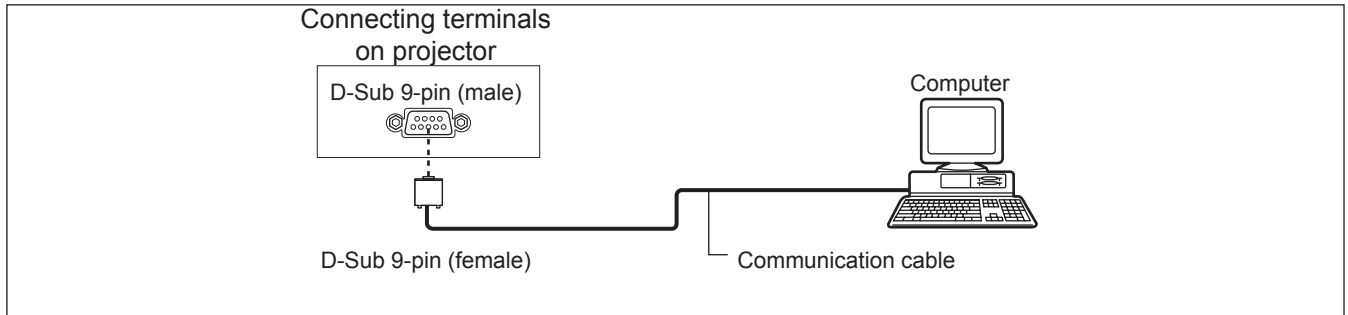 Connecting terminals
on projector
D-Sub 9-pin (male)
Computer
D-Sub 9-pin (female)
Communication cable